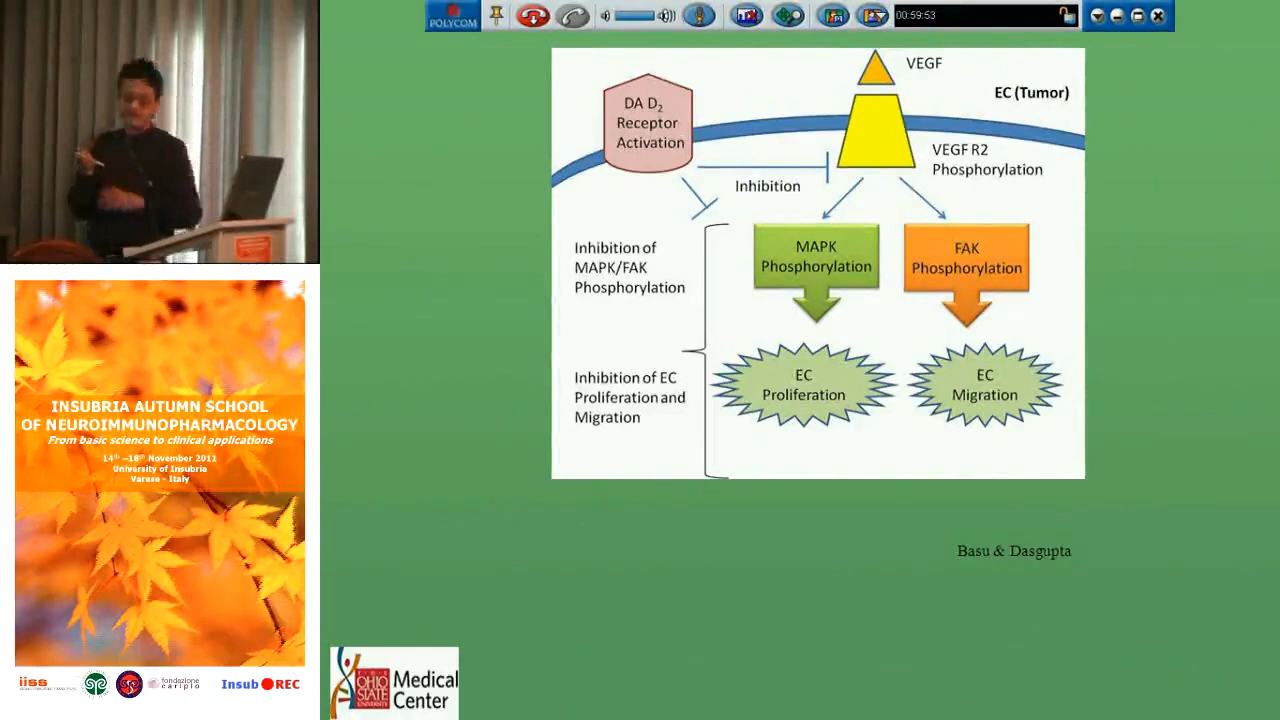 POLYCOM
00:59:53
VEGF
EC (Tumor)
DA D2
Receptor
Activation
VEGF R2
Phosphorylation
Inhibition
Inhibition of
MAPK/FAK
Phosphorylation
MAPK
Phosphorylation
FAK
Phosphorylation
Inhibition of EC
Proliferation and
Migration
EC
Proliferation
EC
Migration
Basu & Dasgupta
INSUBRIA AUTUMN SCHOOL
OF NEUROIMMUNOPHARMACOLOGY
From basic science to clinical applications
14th -18th November 2011
University of Insubria
Varese - Italy
iiss
fondazione
cariplo
Insub REC
THE
OHIO
STATE
UNIVERSITY
Medical
Center